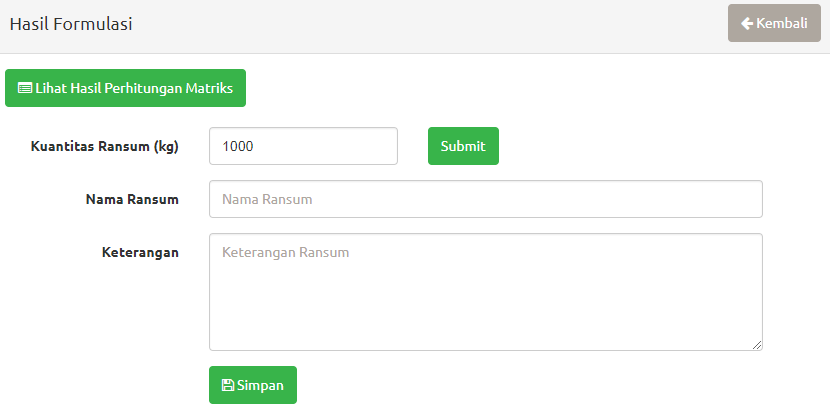 Hasil Formulasi
Kembali
Lihat Hasil Perhitungan Matriks
Kuantitas Ransum (kg) 1000 Submit
Nama Ransum Nama Ransum
Keterangan Keterangan Ransum
Simpan